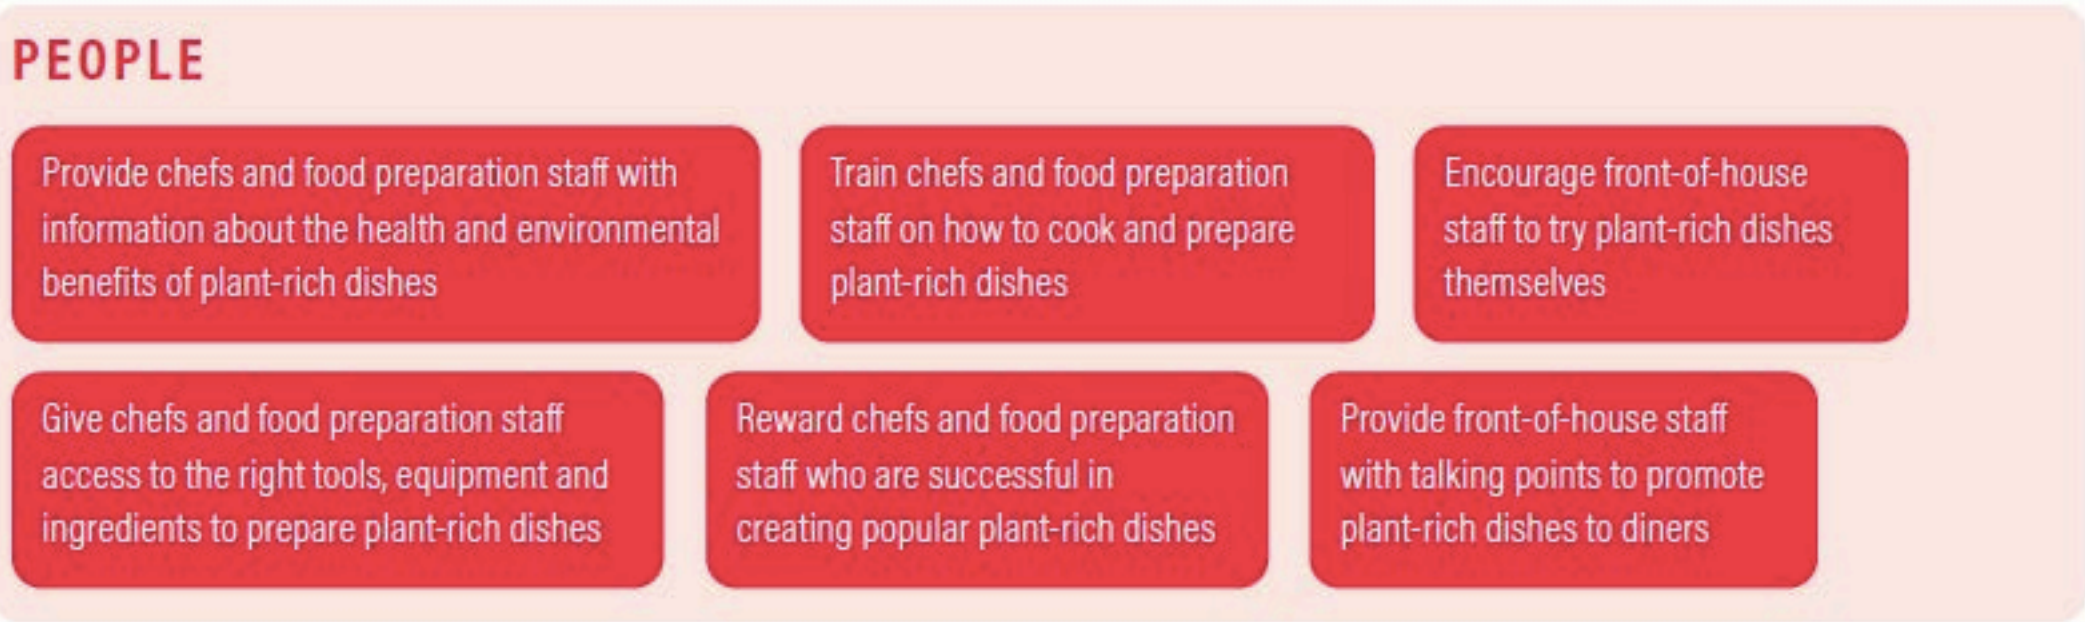 PEOPLE
Provide chefs and food preparation staff with
information about the health and environmental
benefits of plant-rich dishes
Train chefs and food preparation
staff on how to cook and prepare
plant-rich dishes
Encourage front-of-house
staff to try plant-rich dishes
themselves
Give chefs and food preparation staff
access to the right tools, equipment and
ingredients to prepare plant-rich dishes
Reward chefs and food preparation
staff who are successful in
creating popular plant-rich dishes
Provide front-of-house staff
with talking points to promote
plant-rich dishes to diners